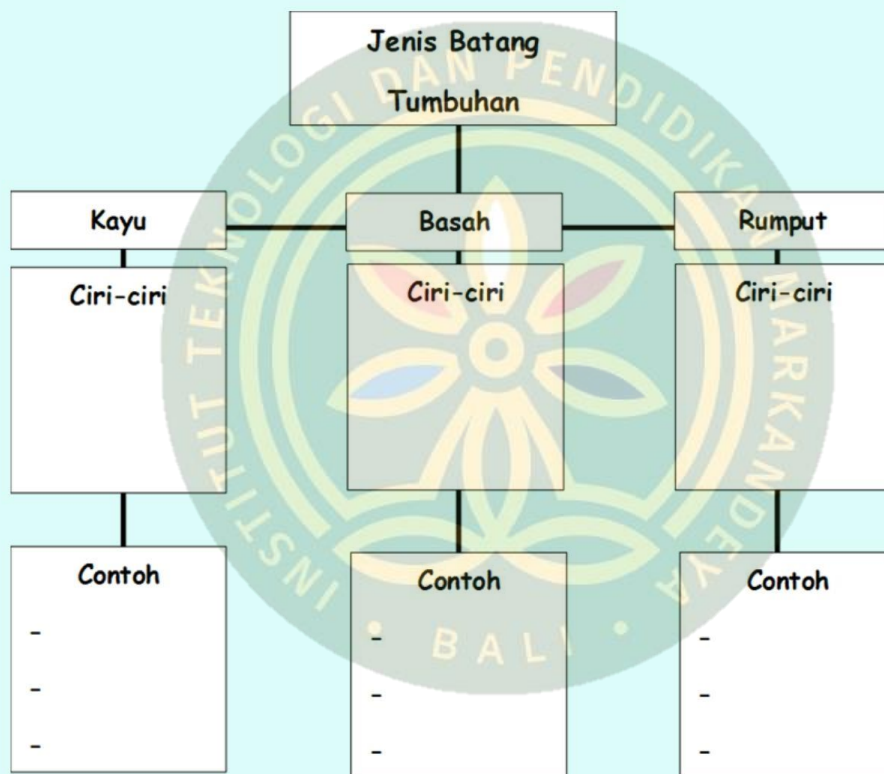 Jenis Batang
Tumbuhan
Kayu
Basah
Rumput
Ciri-ciri
Ciri-ciri
Ciri-ciri
Contoh
-
-
-
Contoh
-
-
-
Contoh
-
-
-
INSTITUT TEKNOLOGI DAN PENDIDIKAN MARKANDEYA
• BALI •